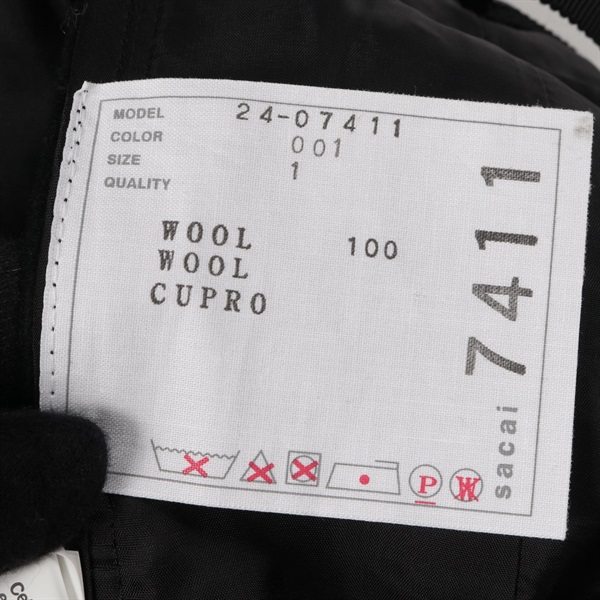 MODEL 24-07411
COLOR 001
SIZE 1
QUALITY
WOOL 100
WOOL
CUPRO
7411
sacai
P
W